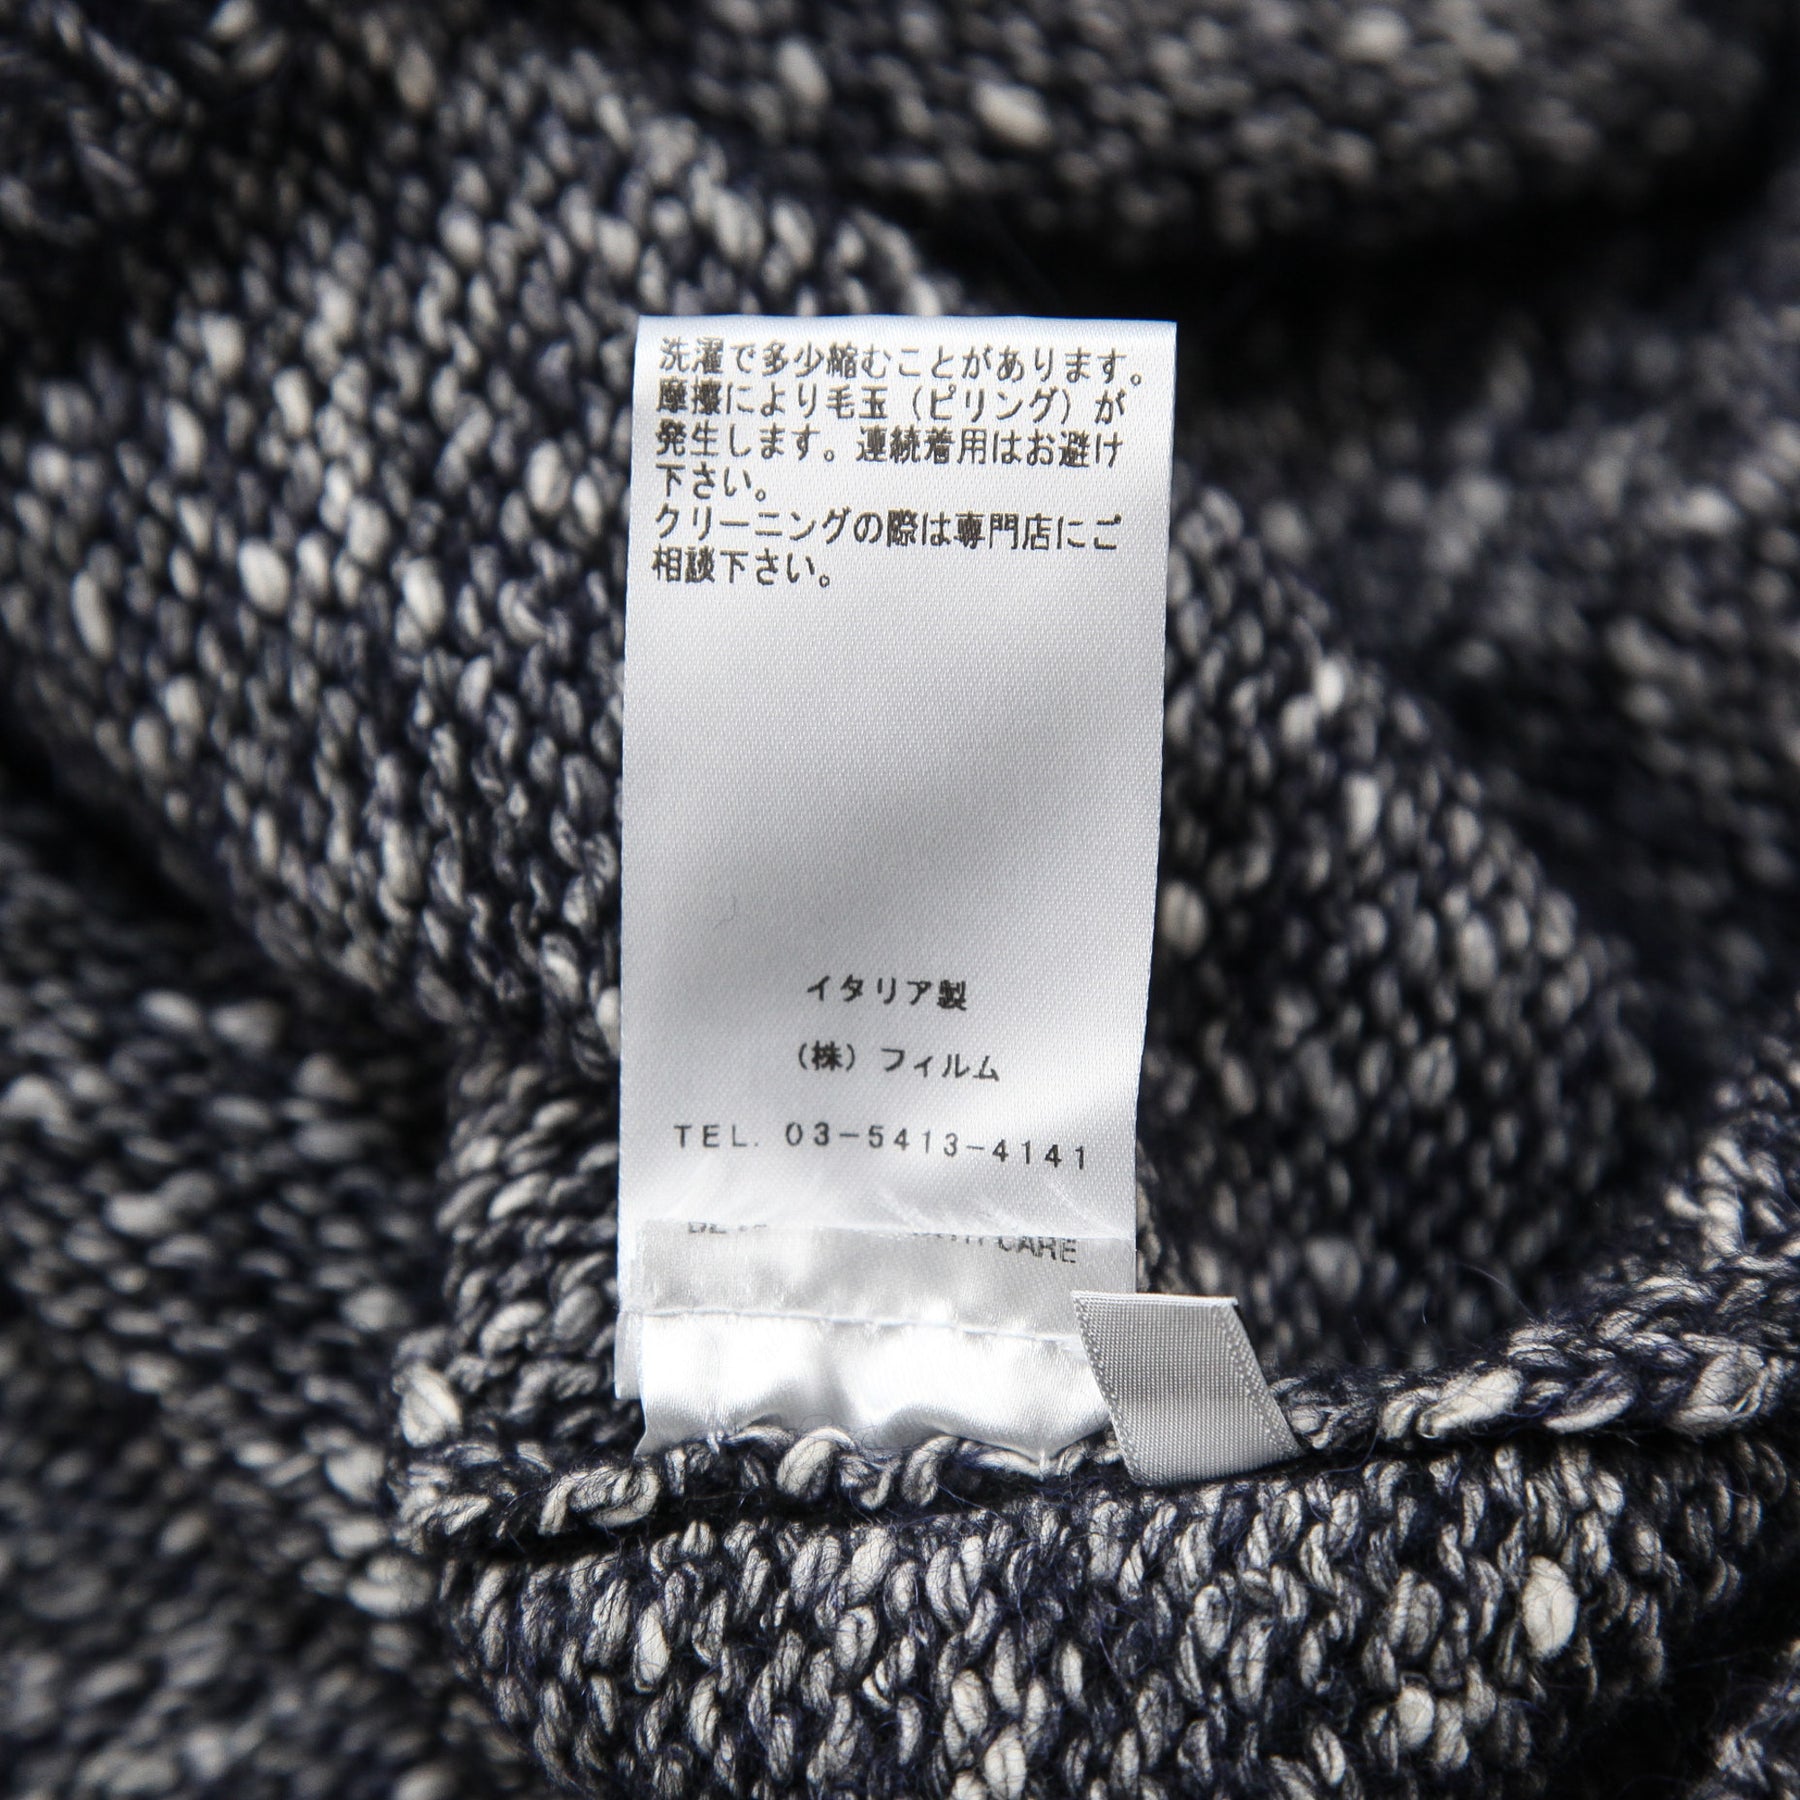 洗濯で多少縮むことがあります。
摩擦により毛玉（ピリング）が
発生します。連続着用はお避け
下さい。
クリーニングの際は専門店にご
相談下さい。
イタリア製
（株）フィルム
TEL. 03-5413-4141
CARE